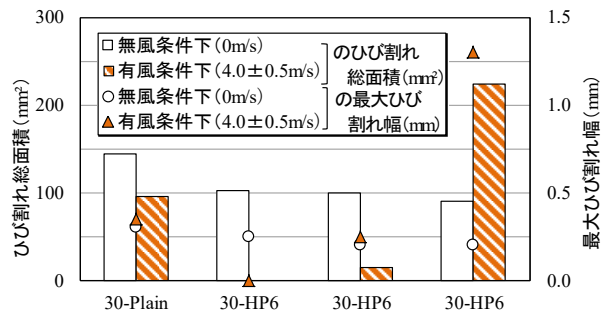 300
200
100
0
ひび割れ総面積(mm²)
無風条件下(0m/s)
有風条件下(4.0±0.5m/s)
のひび割れ
総面積(mm²)
無風条件下(0m/s)
有風条件下(4.0±0.5m/s)
の最大ひび
割れ幅(mm)
1.5
1.0
0.5
0.0
最大ひび割れ幅(mm)
30-Plain
30-HP6
30-HP6
30-HP6